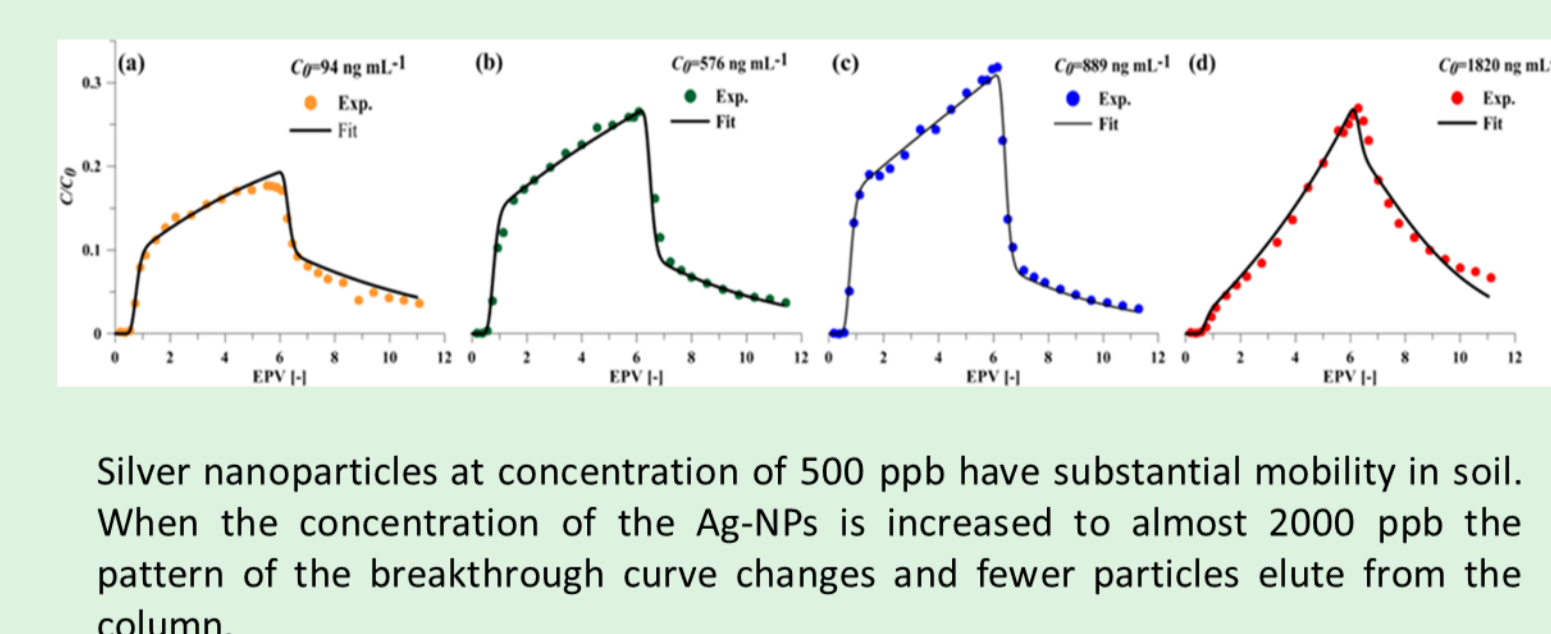 (a) C0=94 ng mL-1 (b) C0=576 ng mL-1 (c) C0=889 ng mL-1 (d) C0=1820 ng mL
Exp. Exp. Exp. Exp.
Fit Fit Fit Fit
C/C0
0.3
0.2
0.1
0
0 2 4 6 8 10 12 0 2 4 6 8 10 12 0 2 4 6 8 10 12 0 2 4 6 8 10 12
EPV [-] EPV [-] EPV [-] EPV [-]
Silver nanoparticles at concentration of 500 ppb have substantial mobility in soil.
When the concentration of the Ag-NPs is increased to almost 2000 ppb the
pattern of the breakthrough curve changes and fewer particles elute from the
column.